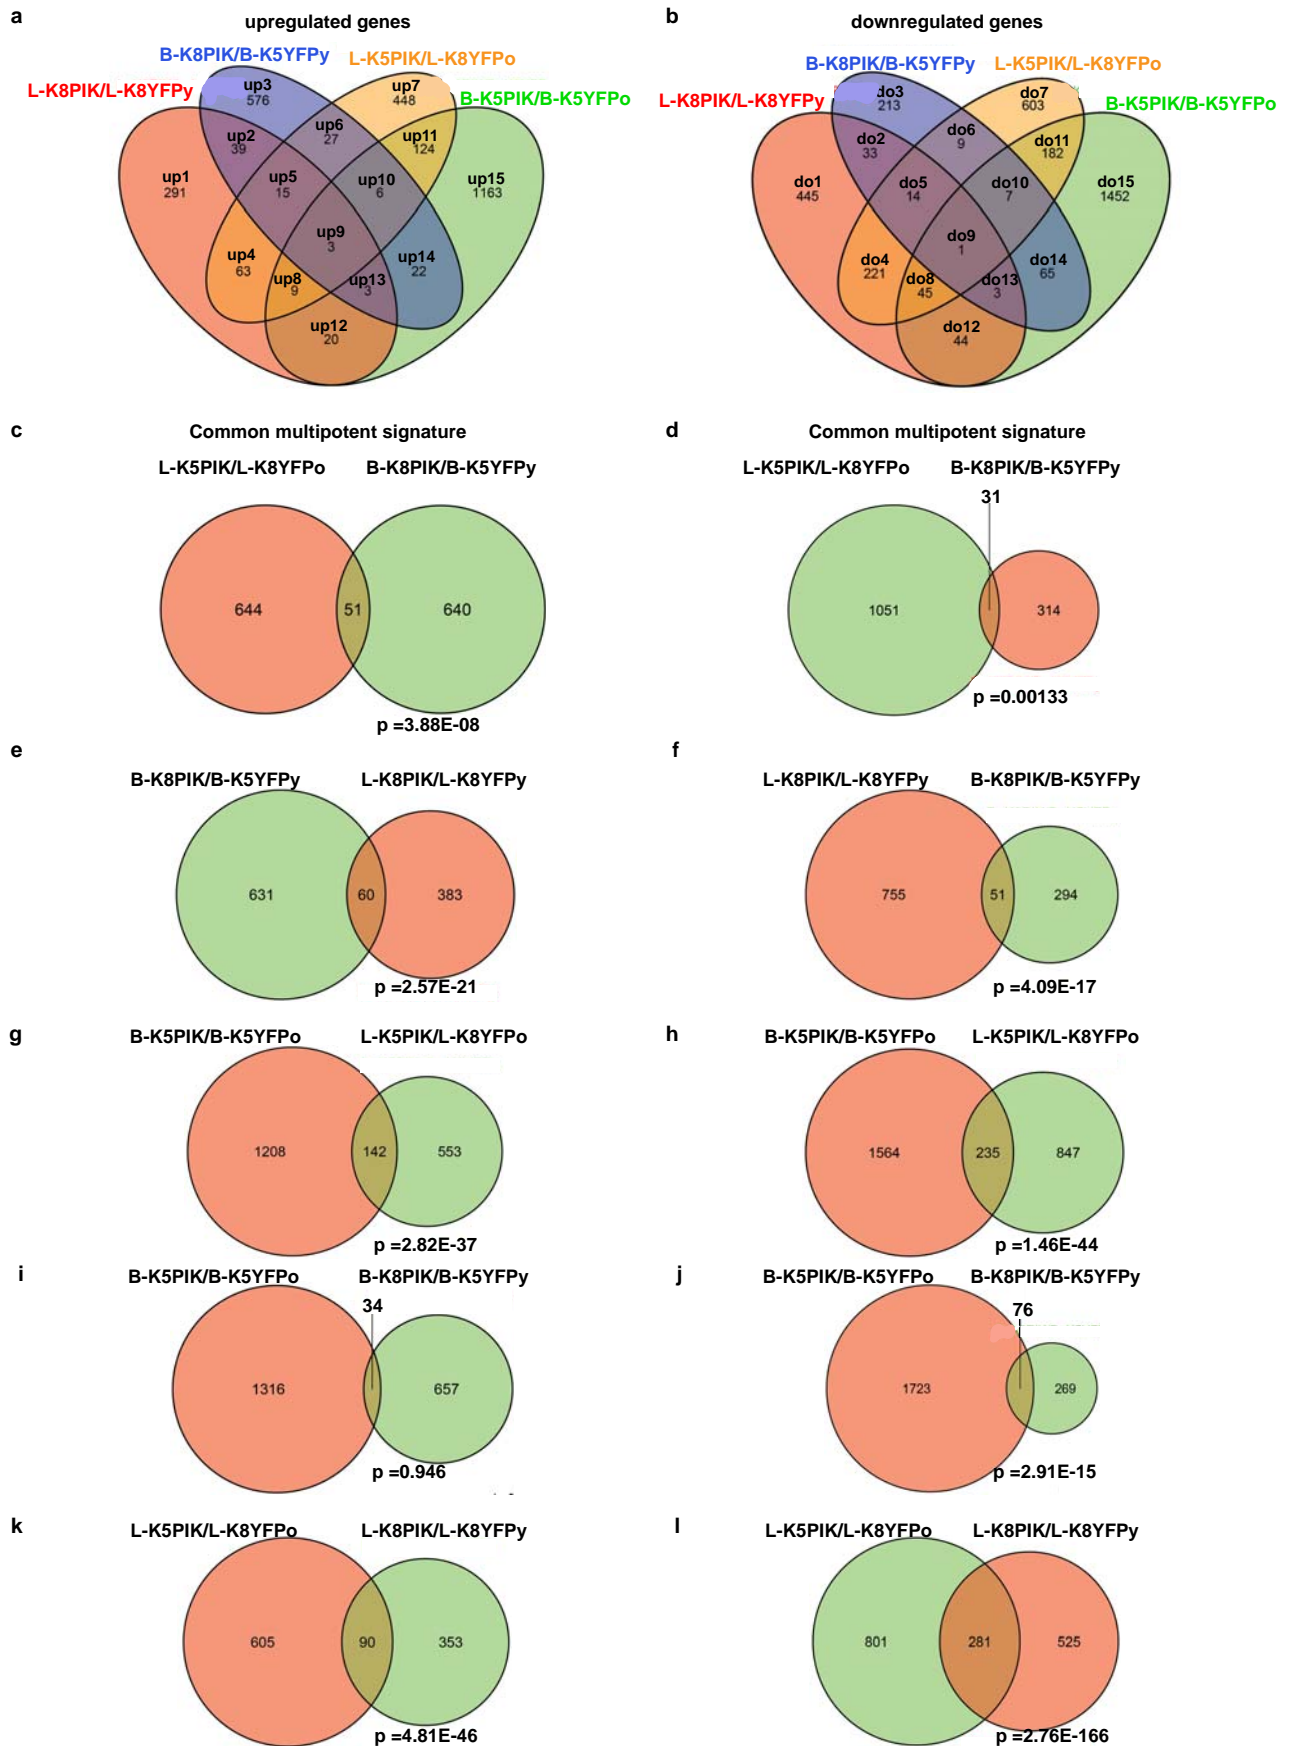 a
upregulated genes
B-K8PIK/B-K5YFPy
L-K5PIK/L-K8YFPo
L-K8PIK/L-K8YFPy
B-K5PIK/B-K5YFPo
up3
576
up7
448
up2
39
up6
27
up11
124
up1
291
up5
15
up10
6
up15
1163
up9
3
up4
63
up14
22
up8
9
up13
3
up12
20
b
downregulated genes
B-K8PIK/B-K5YFPy
L-K5PIK/L-K8YFPo
L-K8PIK/L-K8YFPy
B-K5PIK/B-K5YFPo
do3
213
do7
603
do2
33
do6
9
do11
182
do1
445
do5
14
do10
7
do15
1452
do9
1
do4
221
do14
65
do8
45
do13
3
do12
44
c
Common multipotent signature
L-K5PIK/L-K8YFPo B-K8PIK/B-K5YFPy
644 51 640
p =3.88E-08
d
Common multipotent signature
L-K5PIK/L-K8YFPo B-K8PIK/B-K5YFPy
31
1051 314
p =0.00133
e
B-K8PIK/B-K5YFPy L-K8PIK/L-K8YFPy
631 60 383
p =2.57E-21
f
L-K8PIK/L-K8YFPy B-K8PIK/B-K5YFPy
755 51 294
p =4.09E-17
g
B-K5PIK/B-K5YFPo L-K5PIK/L-K8YFPo
1208 142 553
p =2.82E-37
h
B-K5PIK/B-K5YFPo L-K5PIK/L-K8YFPo
1564 235 847
p =1.46E-44
i
B-K5PIK/B-K5YFPo B-K8PIK/B-K5YFPy
34
1316 657
p =0.946
j
B-K5PIK/B-K5YFPo B-K8PIK/B-K5YFPy
76
1723 269
p =2.91E-15
k
L-K5PIK/L-K8YFPo L-K8PIK/L-K8YFPy
605 90 353
p =4.81E-46
l
L-K5PIK/L-K8YFPo L-K8PIK/L-K8YFPy
801 281 525
p =2.76E-166